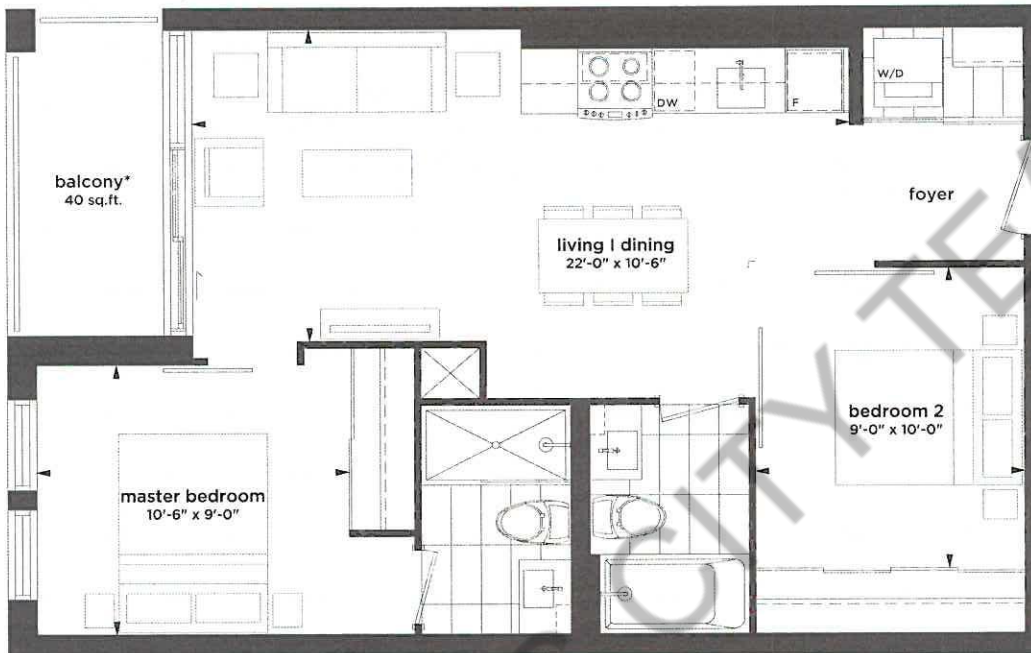 W/D
DW
F
balcony*
40 sq.ft.
foyer
living | dining
22'-0" x 10'-6"
bedroom 2
9'-0" x 10'-0"
master bedroom
10'-6" x 9'-0"
CITY